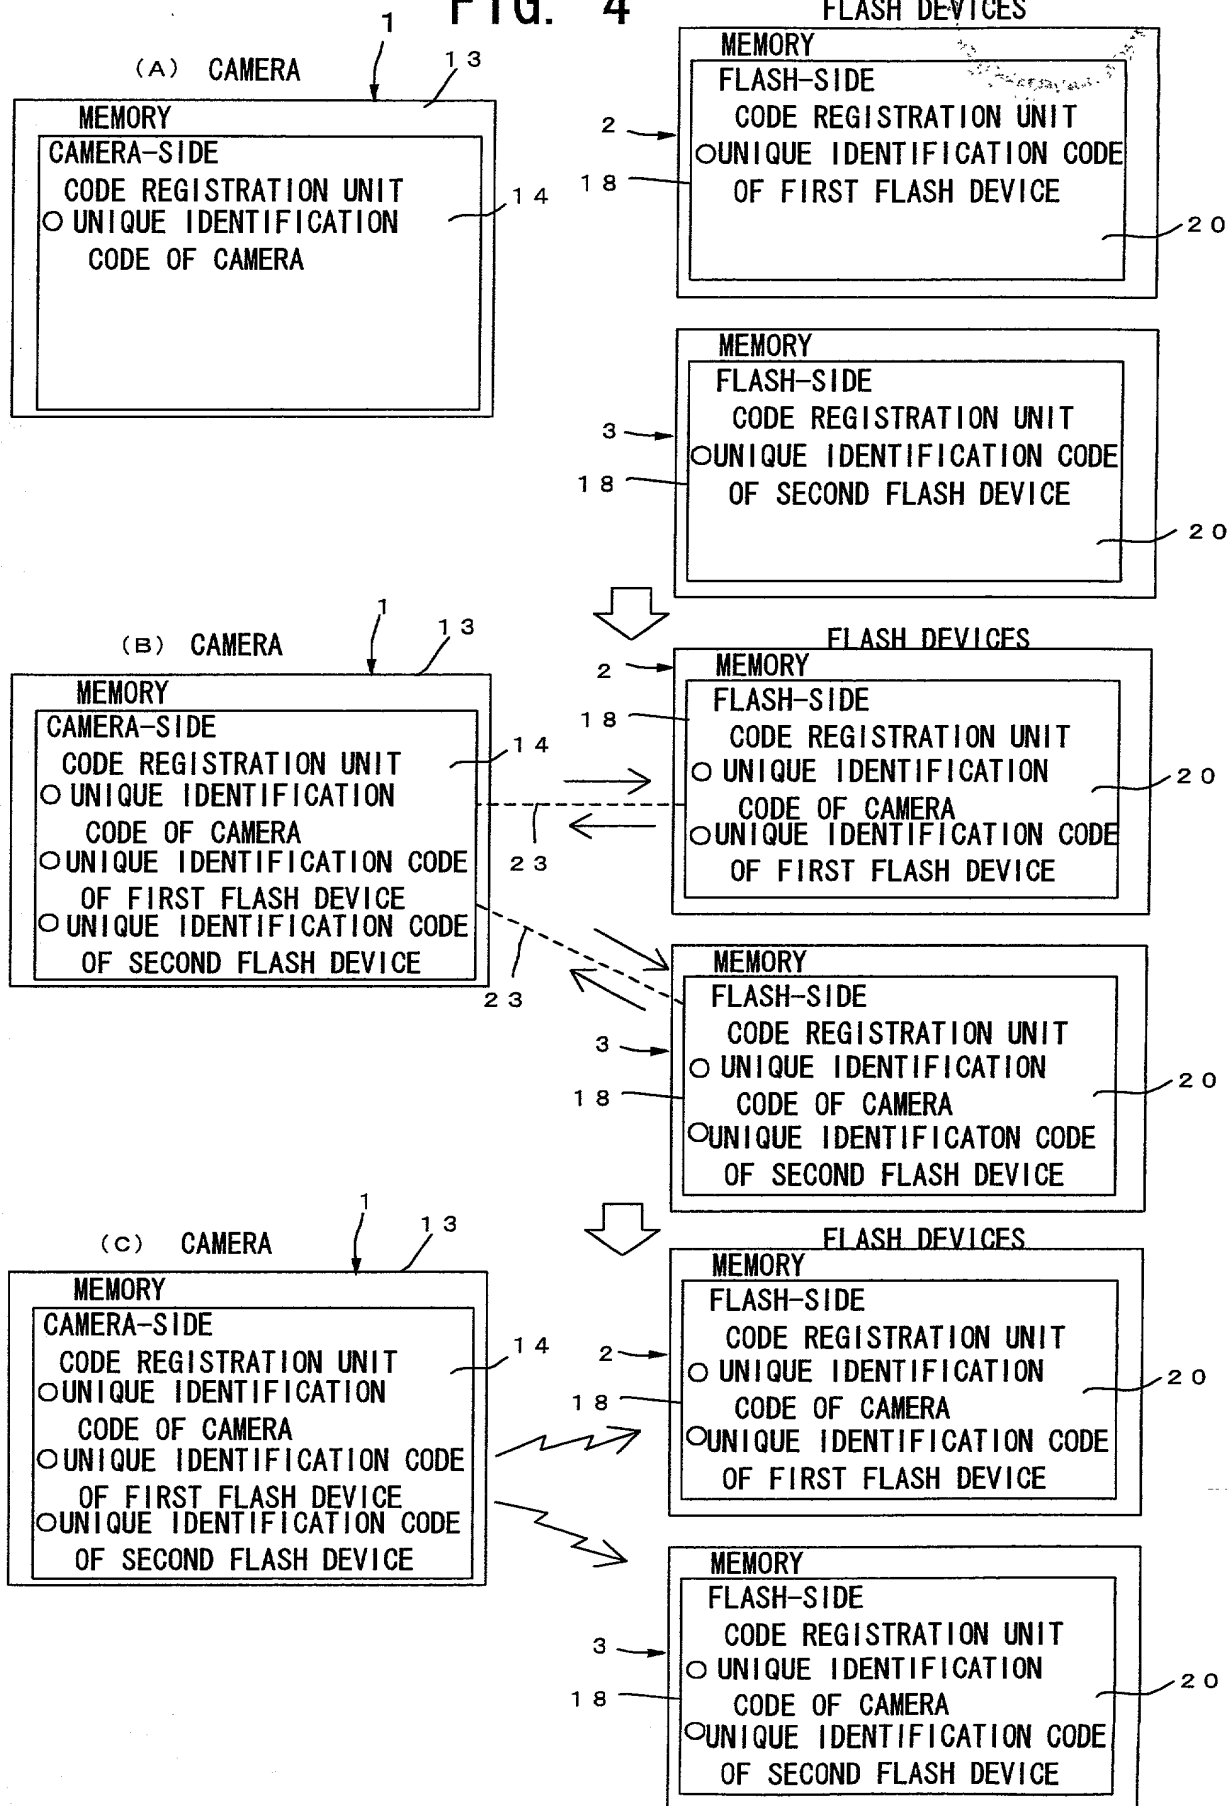 FIG. 4
(A) CAMERA
1
13
MEMORY
CAMERA-SIDE
CODE REGISTRATION UNIT
○ UNIQUE IDENTIFICATION
CODE OF CAMERA
14
FLASH DEVICES
MEMORY
FLASH-SIDE
CODE REGISTRATION UNIT
○UNIQUE IDENTIFICATION CODE
OF FIRST FLASH DEVICE
2
18
20
MEMORY
FLASH-SIDE
CODE REGISTRATION UNIT
○UNIQUE IDENTIFICATION CODE
OF SECOND FLASH DEVICE
3
18
20
(B) CAMERA
1
13
MEMORY
CAMERA-SIDE
CODE REGISTRATION UNIT
○ UNIQUE IDENTIFICATION
CODE OF CAMERA
○UNIQUE IDENTIFICATION CODE
OF FIRST FLASH DEVICE
○UNIQUE IDENTIFICATION CODE
OF SECOND FLASH DEVICE
14
23
23
FLASH DEVICES
MEMORY
FLASH-SIDE
CODE REGISTRATION UNIT
○ UNIQUE IDENTIFICATION
CODE OF CAMERA
○UNIQUE IDENTIFICATION CODE
OF FIRST FLASH DEVICE
2
18
20
MEMORY
FLASH-SIDE
CODE REGISTRATION UNIT
○ UNIQUE IDENTIFICATION
CODE OF CAMERA
○UNIQUE IDENTIFICATON CODE
OF SECOND FLASH DEVICE
3
18
20
(C) CAMERA
1
13
MEMORY
CAMERA-SIDE
CODE REGISTRATION UNIT
○UNIQUE IDENTIFICATION
CODE OF CAMERA
○UNIQUE IDENTIFICATION CODE
OF FIRST FLASH DEVICE
○UNIQUE IDENTIFICATION CODE
OF SECOND FLASH DEVICE
14
FLASH DEVICES
MEMORY
FLASH-SIDE
CODE REGISTRATION UNIT
○ UNIQUE IDENTIFICATION
CODE OF CAMERA
○UNIQUE IDENTIFICATION CODE
OF FIRST FLASH DEVICE
2
18
20
MEMORY
FLASH-SIDE
CODE REGISTRATION UNIT
○ UNIQUE IDENTIFICATION
CODE OF CAMERA
○UNIQUE IDENTIFICATION CODE
OF SECOND FLASH DEVICE
3
18
20